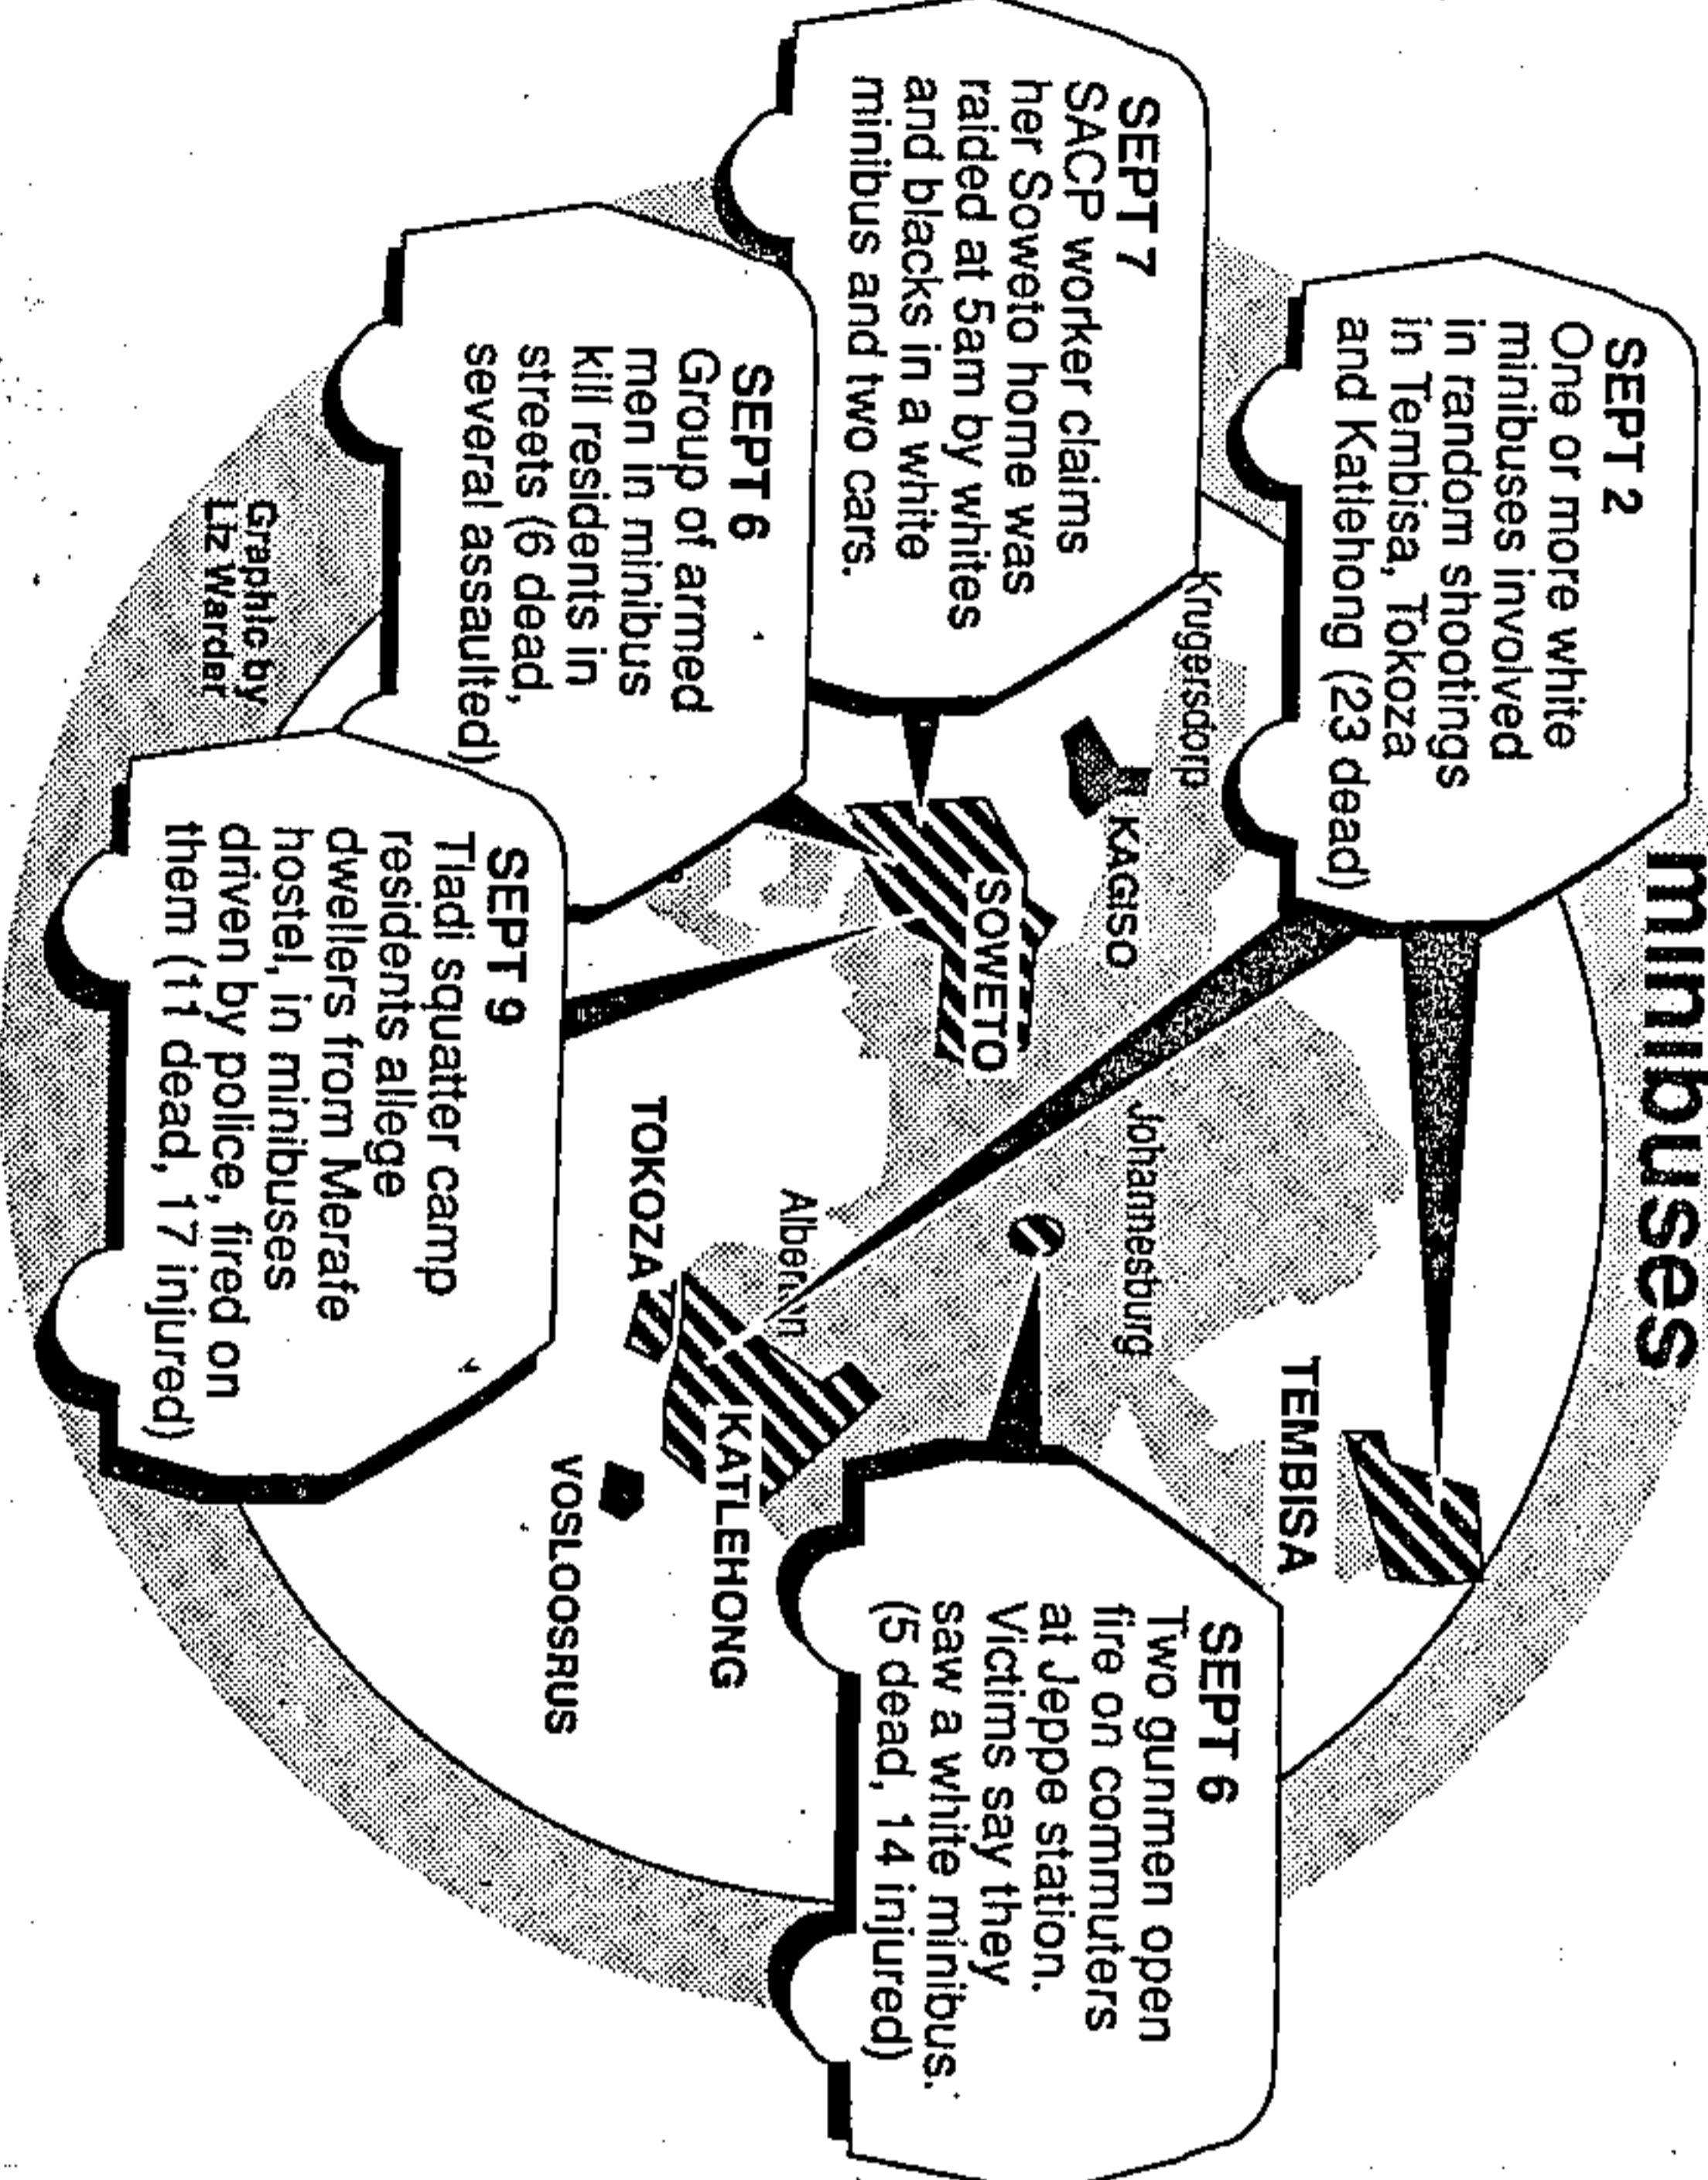 minibuses
SEPT 2
One or more white
minibusses involved
in random shootings
in Tembisa, Tokoza
and Katlehong (23 dead)
SEPT 7
SACP worker claims
her Soweto home was
raided at 5am by whites
and blacks in a white
minibus and two cars.
SEPT 6
Group of armed
men in minibus
kill residents in
streets (6 dead,
several assaulted)
SEPT 9
Tladi squatter camp
residents allege
dwellers from Merafe
hostel, in minibuses
driven by police, fired on
them (11 dead, 17 injured)
SEPT 6
Two gunmen open
fire on commuters
at Jeppe station.
Victims say they
saw a white minibus.
(5 dead, 14 injured)
Krugersdorp
KAGISO
SOWETO
Johannesburg
TEMBISA
Alberton
TOKOZA
KATLEHONG
VOSLOOSRUS
Graphic by
Liz Warder